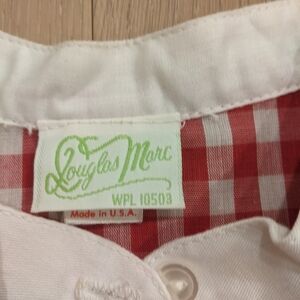 Douglas Marc
WPL 10503
Made in U.S.A.